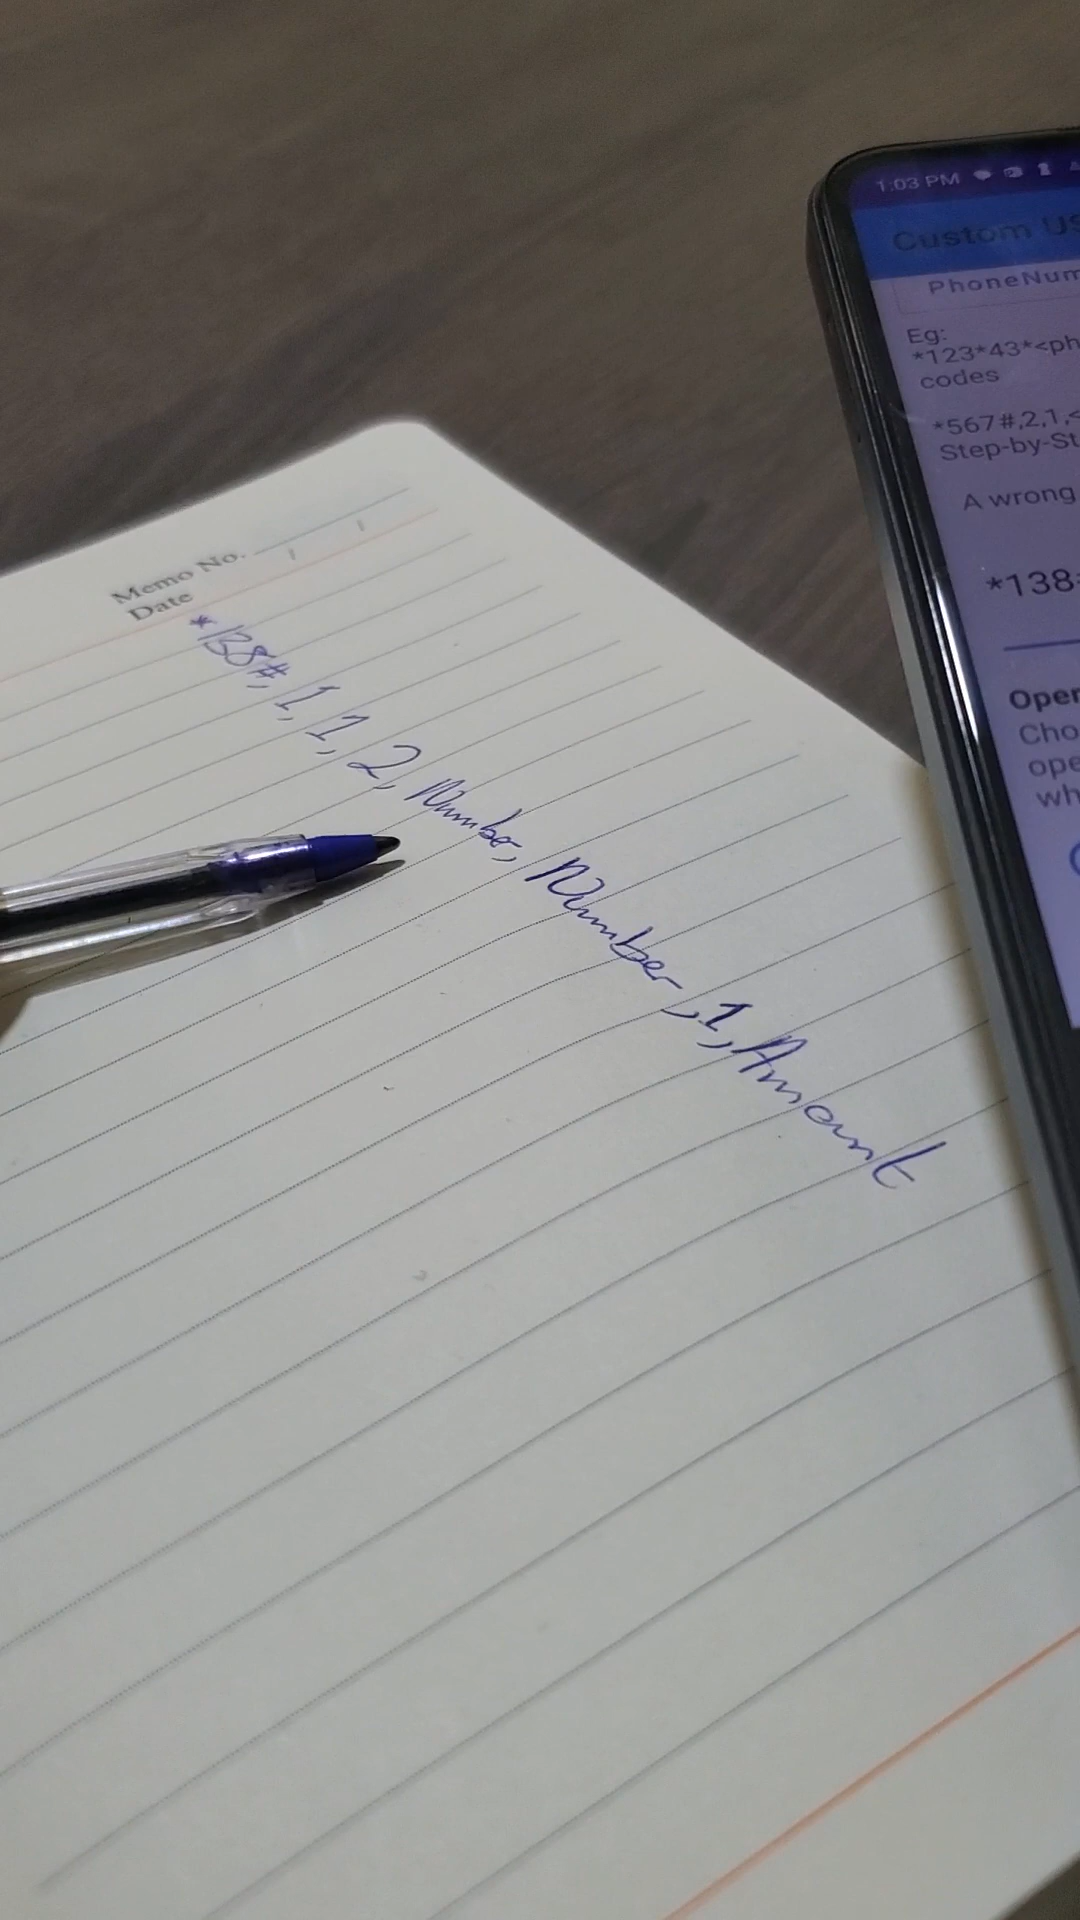 Memo No.
Date / /
*138#, 1, 1, 2, Number, Number, 1, Amount
1:03 PM
Custom US
PhoneNum
Eg:
*123*43*<ph
codes
*567#,2,1,<
Step-by-St
A wrong
*138
Oper
Cho
ope
wh